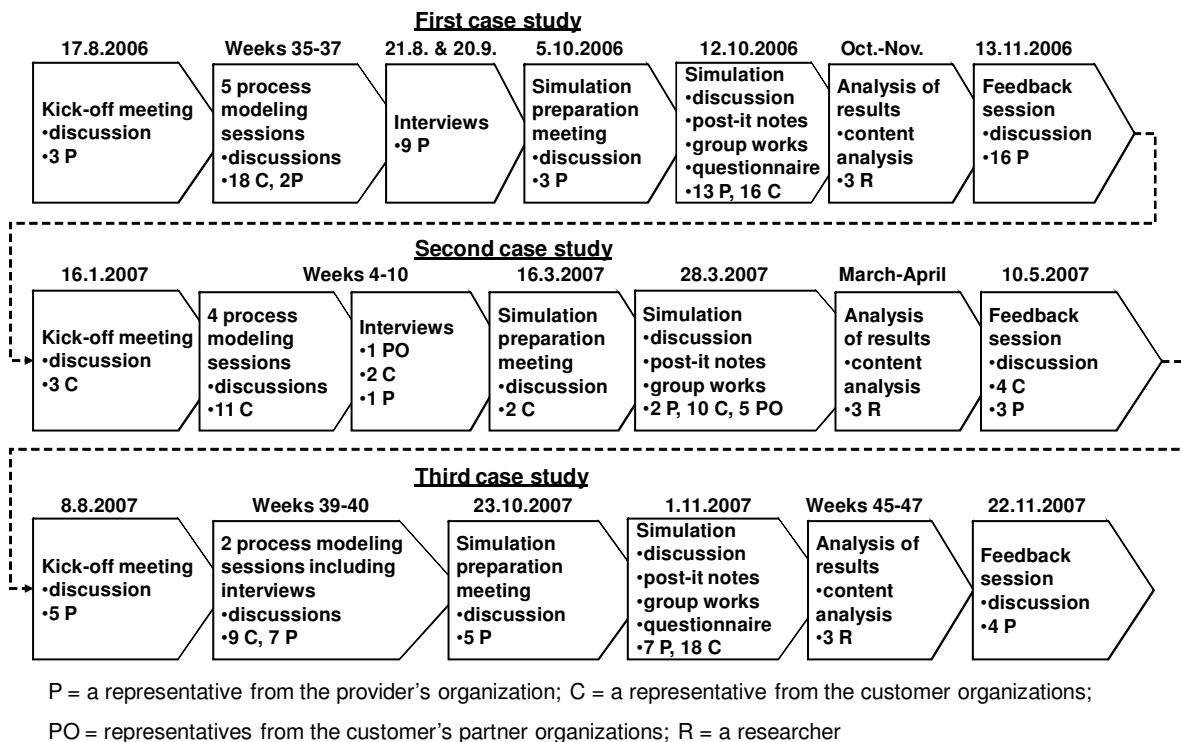 First case study
17.8.2006
Kick-off meeting
•discussion
•3 P
Weeks 35-37
5 process
modeling
sessions
•discussions
•18 C, 2P
21.8. & 20.9.
Interviews
•9 P
5.10.2006
Simulation
preparation
meeting
•discussion
•3 P
12.10.2006
Simulation
•discussion
•post-it notes
•group works
•questionnaire
•13 P, 16 C
Oct.-Nov.
Analysis of
results
•content
analysis
•3 R
13.11.2006
Feedback
session
•discussion
•16 P
Second case study
16.1.2007
Kick-off meeting
•discussion
•3 C
Weeks 4-10
4 process
modeling
sessions
•discussions
•11 C
Interviews
•1 PO
•2 C
•1 P
16.3.2007
Simulation
preparation
meeting
•discussion
•2 C
28.3.2007
Simulation
•discussion
•post-it notes
•group works
•2 P, 10 C, 5 PO
March-April
Analysis
of results
•content
analysis
•3 R
10.5.2007
Feedback
session
•discussion
•4 C
•3 P
Third case study
8.8.2007
Kick-off meeting
•discussion
•5 P
Weeks 39-40
2 process modeling
sessions including
interviews
•discussions
•9 C, 7 P
23.10.2007
Simulation
preparation
meeting
•discussion
•5 P
1.11.2007
Simulation
•discussion
•post-it notes
•group works
•questionnaire
•7 P, 18 C
Weeks 45-47
Analysis of
results
•content
analysis
•3 R
22.11.2007
Feedback
session
•discussion
•4 P
P = a representative from the provider's organization; C = a representative from the customer organizations;
PO = representatives from the customer's partner organizations; R = a researcher